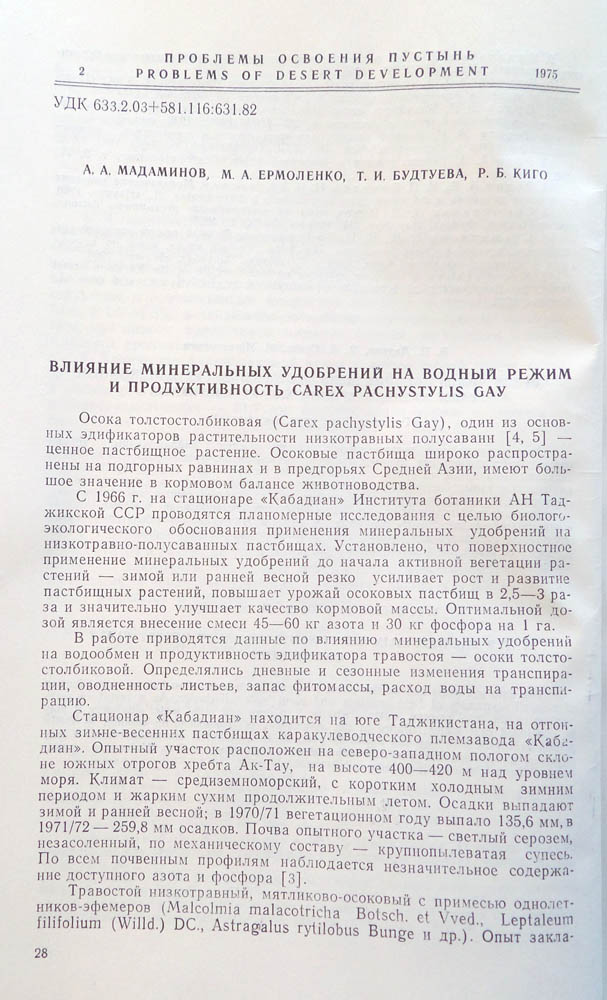 ПРОБЛЕМЫ ОСВОЕНИЯ ПУСТЫНЬ
2 PROBLEMS OF DESERT DEVELOPMENT 1975
УДК 633.2.03+581.116:631.82
А. А. МАДАМИНОВ, М. А. ЕРМОЛЕНКО, Т. И. БУДТУЕВА, Р. Б. КИГО
ВЛИЯНИЕ МИНЕРАЛЬНЫХ УДОБРЕНИЙ НА ВОДНЫЙ РЕЖИМ
И ПРОДУКТИВНОСТЬ CAREX PACHYSTYLIS GAY
Осока толстостолбиковая (Carex pachystylis Gay), один из основ-
ных эдификаторов растительности низкотравных полусаванн [4, 5] —
ценное пастбищное растение. Осоковые пастбища широко распростра-
нены на подгорных равнинах и в предгорьях Средней Азии, имеют боль-
шое значение в кормовом балансе животноводства.
С 1966 г. на стационаре «Кабадиан» Института ботаники АН Тад-
жикской ССР проводятся планомерные исследования с целью биолого-
экологического обоснования применения минеральных удобрений на
низкотравно-полусаванных пастбищах. Установлено, что поверхностное
применение минеральных удобрений до начала активной вегетации ра-
стений — зимой или ранней весной резко усиливает рост и развитие
пастбищных растений, повышает урожай осоковых пастбищ в 2,5—3 ра-
за и значительно улучшает качество кормовой массы. Оптимальной до-
зой является внесение смеси 45—60 кг азота и 30 кг фосфора на 1 га.
В работе приводятся данные по влиянию минеральных удобрений
на водообмен и продуктивность эдификатора травостоя — осоки толсто-
столбиковой. Определялись дневные и сезонные изменения транспира-
ции, оводненность листьев, запас фитомассы, расход воды на транспи-
рацию.
Стационар «Кабадиан» находится на юге Таджикистана, на отгон-
ных зимне-весенних пастбищах каракулеводческого племзавода «Каба-
диан». Опытный участок расположен на северо-западном пологом скло-
не южных отрогов хребта Ак-Тау, на высоте 400—420 м над уровнем
моря. Климат — средиземноморский, с коротким холодным зимним
периодом и жарким сухим продолжительным летом. Осадки выпадают
зимой и ранней весной; в 1970/71 вегетационном году выпало 135,6 мм, в
1971/72 — 259,8 мм осадков. Почва опытного участка — светлый серозем,
незасоленный, по механическому составу — крупнопылеватая супесь.
По всем почвенным профилям наблюдается незначительное содержа-
ние доступного азота и фосфора [3].
Травостой низкотравный, мятликово-осоковый с примесью однолет-
ников-эфемеров (Malcolmia malacotricha Botsch. et Vved., Leptaleum
filifolium (Willd.) DC., Astragalus rytilobus Bunge и др.). Опыт закла-
28